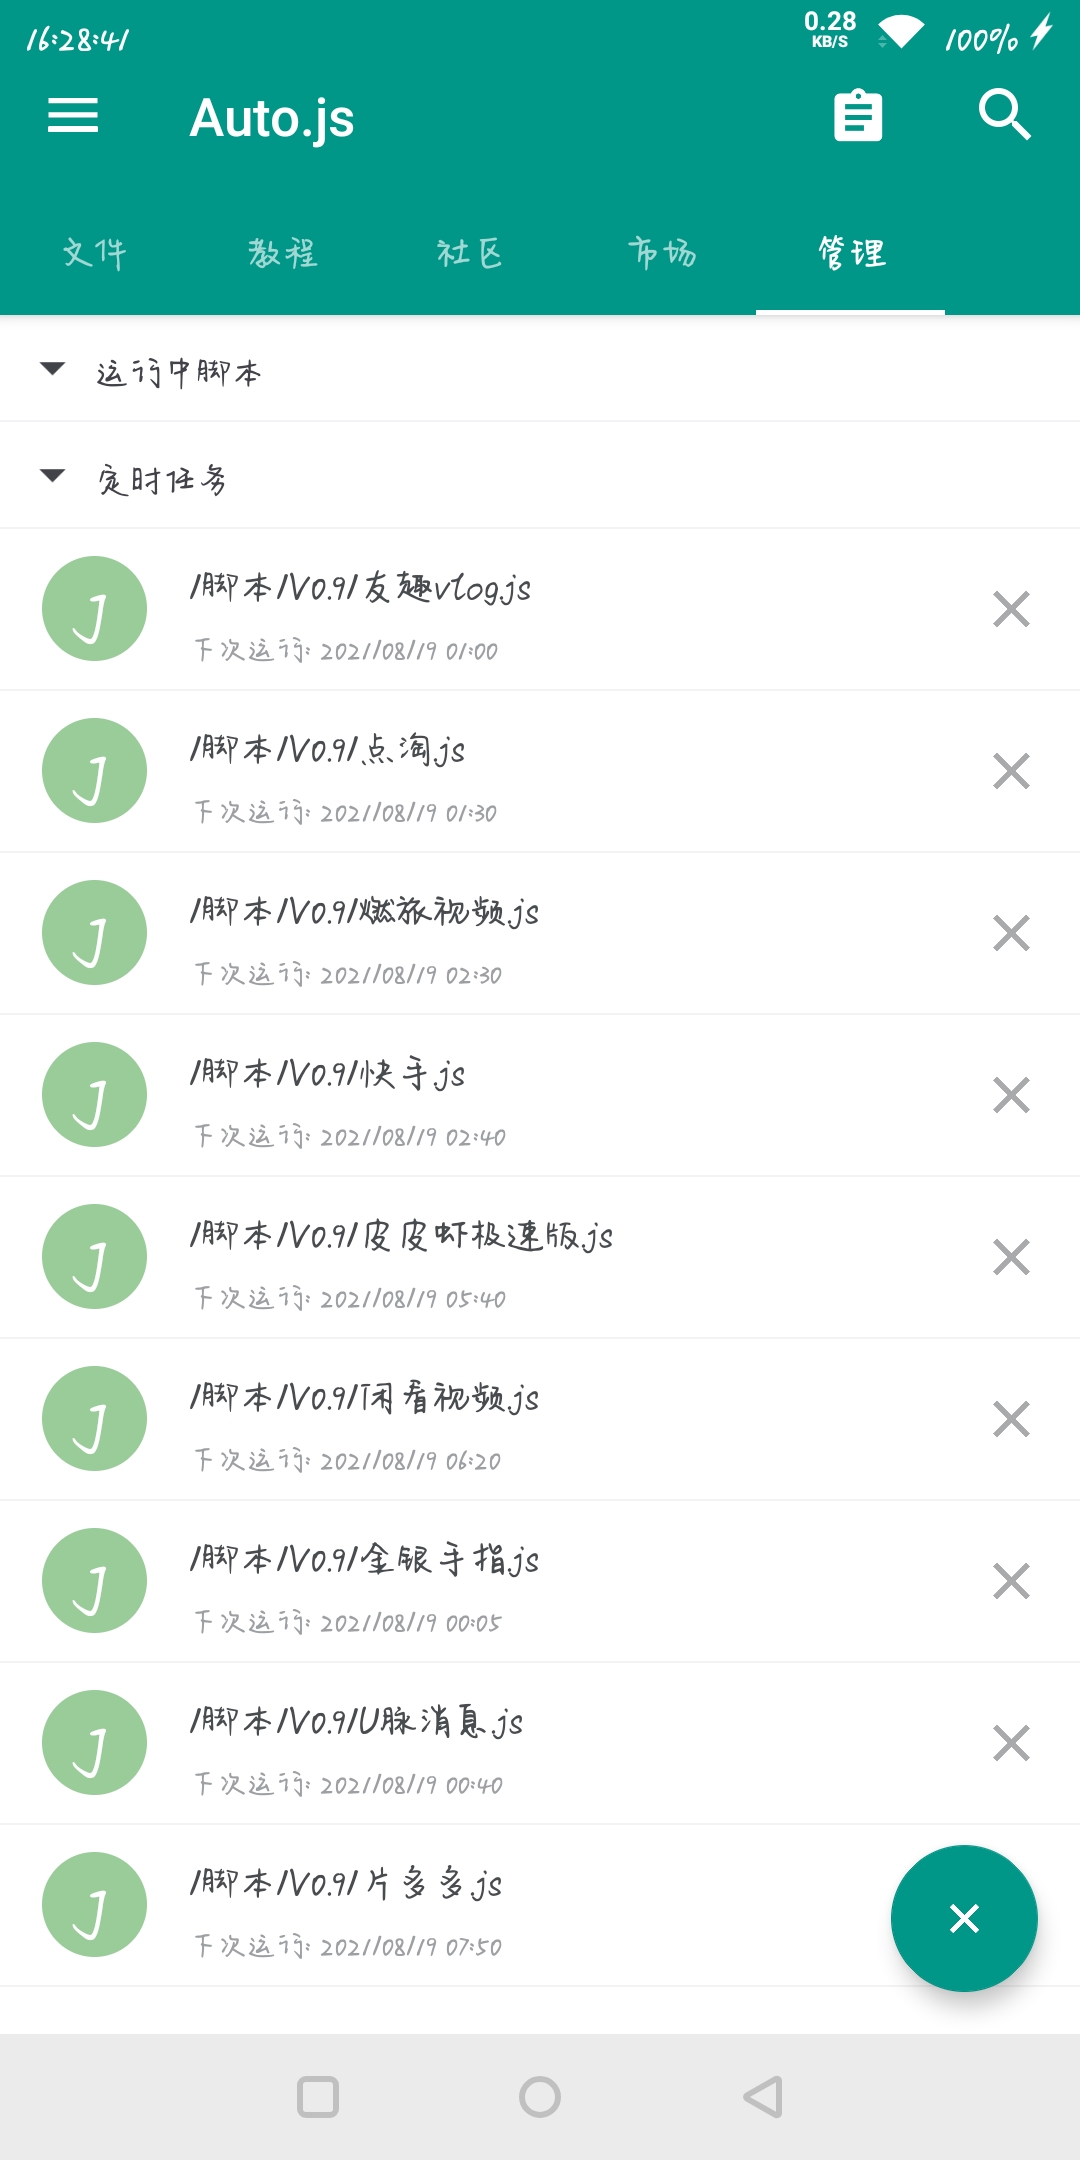 16:28:41
0.28
KB/S
100%
Auto.js
文件 教程 社区 市场 管理
运行中脚本
定时任务
J
/脚本/V0.9/友趣vlog.js
下次运行: 2021/08/19 01:00
J
/脚本/V0.9/点淘.js
下次运行: 2021/08/19 01:30
J
/脚本/V0.9/燃旅视频.js
下次运行: 2021/08/19 02:30
J
/脚本/V0.9/快手.js
下次运行: 2021/08/19 02:40
J
/脚本/V0.9/皮皮虾极速版.js
下次运行: 2021/08/19 05:40
J
/脚本/V0.9/闲看视频.js
下次运行: 2021/08/19 06:20
J
/脚本/V0.9/金银手指.js
下次运行: 2021/08/19 00:05
J
/脚本/V0.9/U脉消息.js
下次运行: 2021/08/19 00:40
J
/脚本/V0.9/片多多.js
下次运行: 2021/08/19 07:50